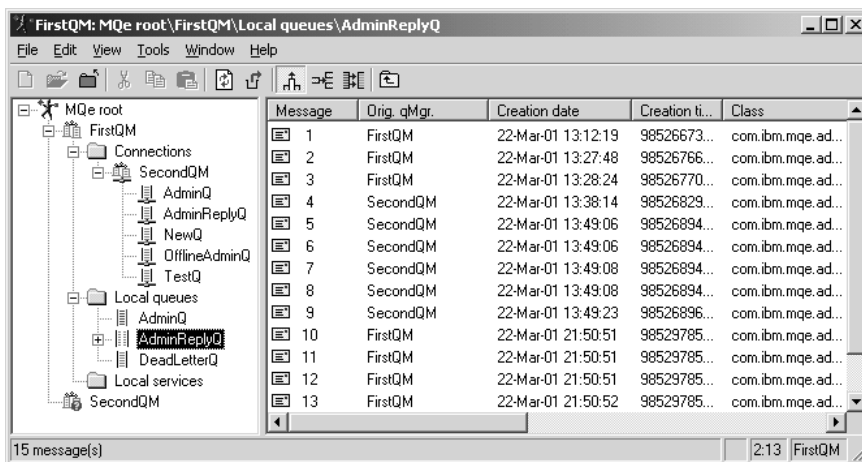 FirstQM: MQe root\FirstQM\Local queues\AdminReplyQ
File Edit View Tools Window Help
MQe root
FirstQM
Connections
SecondQM
AdminQ
AdminReplyQ
NewQ
OfflineAdminQ
TestQ
Local queues
AdminQ
AdminReplyQ
DeadLetterQ
Local services
SecondQM
Message Orig. qMgr. Creation date Creation ti... Class
1 FirstQM 22-Mar-01 13:12:19 98526673... com.ibm.mqe.ad...
2 FirstQM 22-Mar-01 13:27:48 98526766... com.ibm.mqe.ad...
3 FirstQM 22-Mar-01 13:28:24 98526770... com.ibm.mqe.ad...
4 SecondQM 22-Mar-01 13:38:14 98526829... com.ibm.mqe.ad...
5 SecondQM 22-Mar-01 13:49:06 98526894... com.ibm.mqe.ad...
6 SecondQM 22-Mar-01 13:49:06 98526894... com.ibm.mqe.ad...
7 SecondQM 22-Mar-01 13:49:08 98526894... com.ibm.mqe.ad...
8 SecondQM 22-Mar-01 13:49:08 98526894... com.ibm.mqe.ad...
9 SecondQM 22-Mar-01 13:49:23 98526896... com.ibm.mqe.ad...
10 FirstQM 22-Mar-01 21:50:51 98529785... com.ibm.mqe.ad...
11 FirstQM 22-Mar-01 21:50:51 98529785... com.ibm.mqe.ad...
12 FirstQM 22-Mar-01 21:50:51 98529785... com.ibm.mqe.ad...
13 FirstQM 22-Mar-01 21:50:52 98529785... com.ibm.mqe.ad...
15 message(s) 2:13 FirstQM